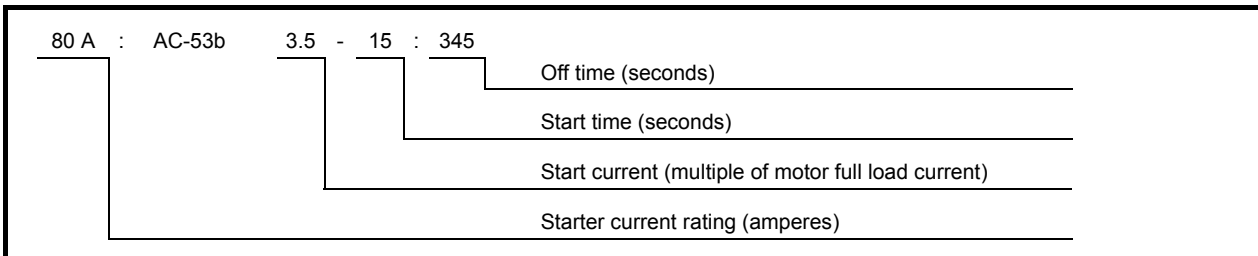 80 A : AC-53b 3.5 - 15 : 345
Off time (seconds)
Start time (seconds)
Start current (multiple of motor full load current)
Starter current rating (amperes)